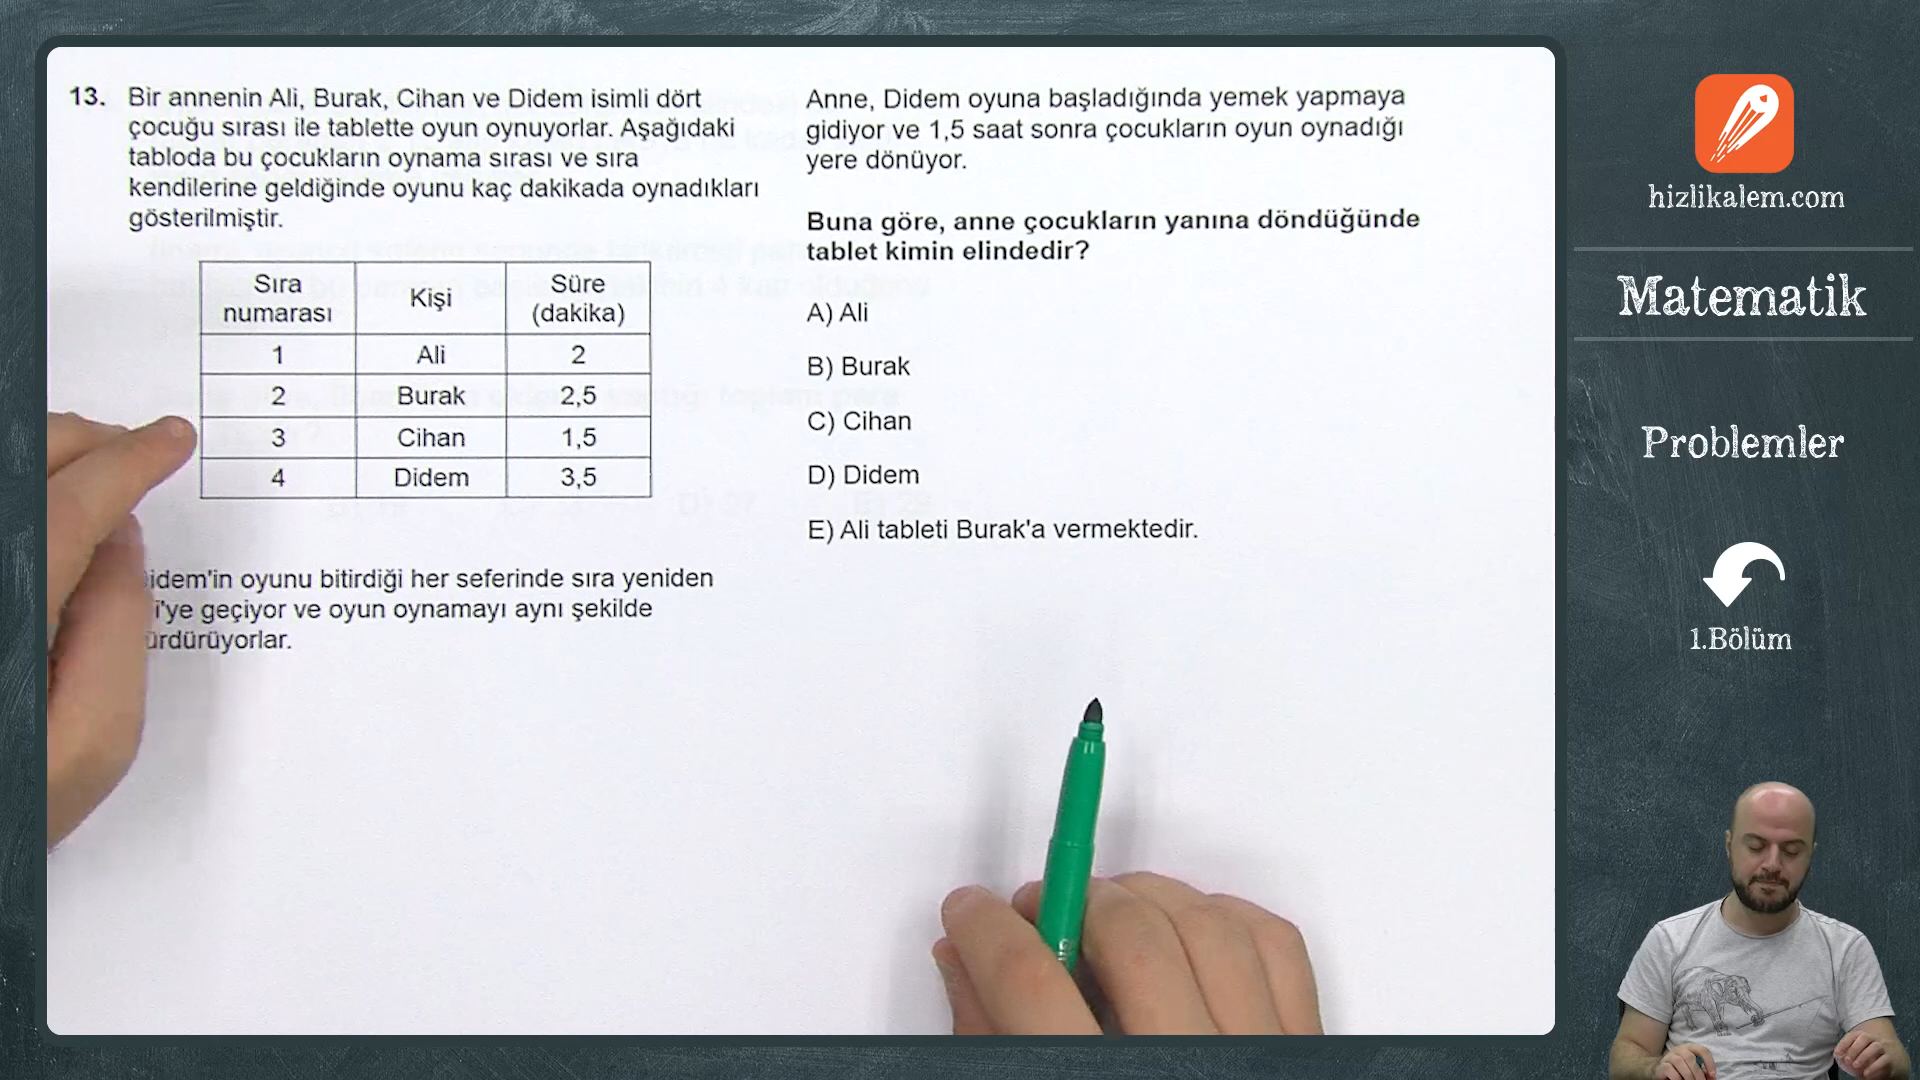 13. Bir annenin Ali, Burak, Cihan ve Didem isimli dört
çocuğu sırası ile tablette oyun oynuyorlar. Aşağıdaki
tabloda bu çocukların oynama sırası ve sıra
kendilerine geldiğinde oyunu kaç dakikada oynadıkları
gösterilmiştir.
Sıra numarası Kişi Süre (dakika)
1 Ali 2
2 Burak 2,5
3 Cihan 1,5
4 Didem 3,5
idem'in oyunu bitirdiği her seferinde sıra yeniden
i'ye geçiyor ve oyun oynamayı aynı şekilde
ürdürüyorlar.
Anne, Didem oyuna başladığında yemek yapmaya
gidiyor ve 1,5 saat sonra çocukların oyun oynadığı
yere dönüyor.
Buna göre, anne çocukların yanına döndüğünde
tablet kimin elindedir?
A) Ali
B) Burak
C) Cihan
D) Didem
E) Ali tableti Burak'a vermektedir.
hizlikalem.com
Matematik
Problemler
1.Bölüm